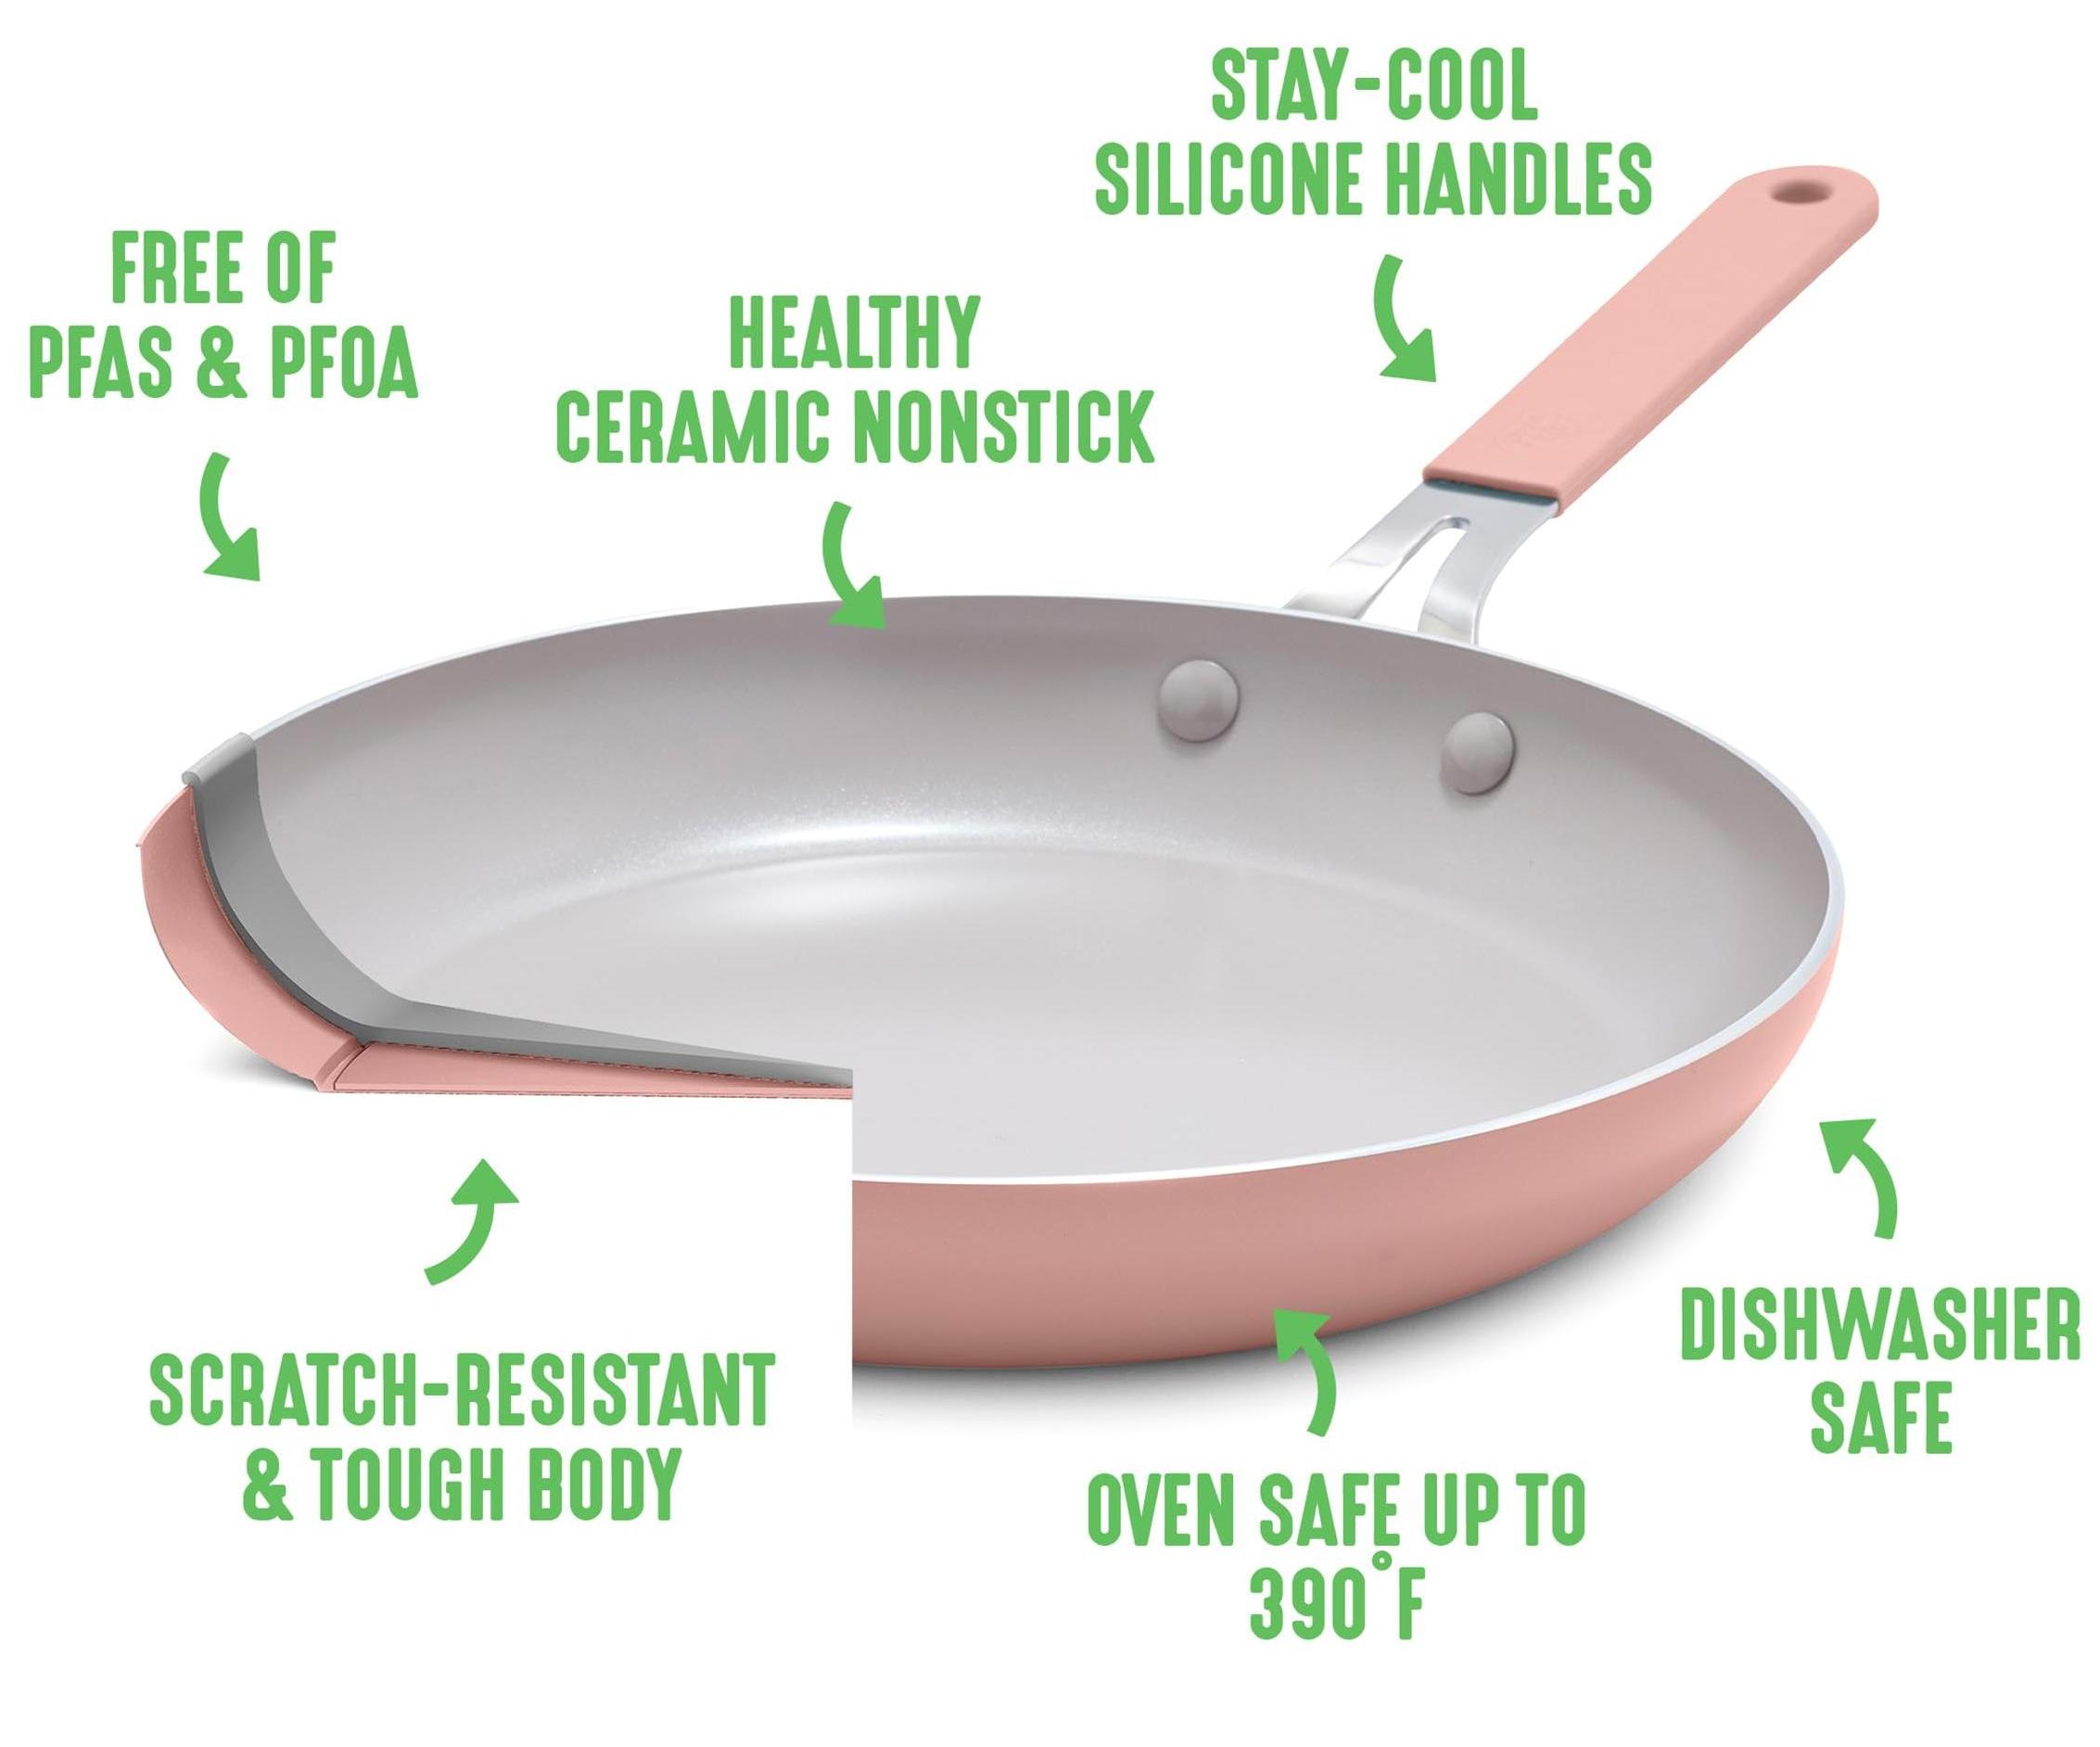 STAY-COOL
SILICONE HANDLES
FREE OF
PFAS & PFOA
HEALTHY
CERAMIC NONSTICK
SCRATCH-RESISTANT
& TOUGH BODY
DISHWASHER
SAFE
OVEN SAFE UP TO
390°F